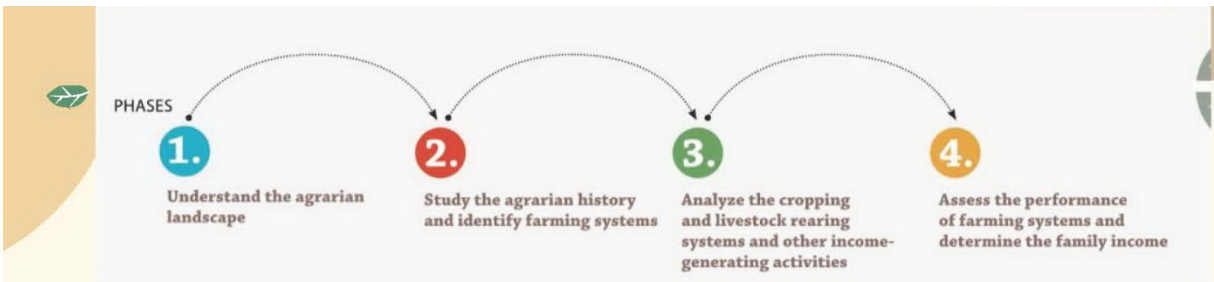 PHASES
1.
Understand the agrarian
landscape
2.
Study the agrarian history
and identify farming systems
3.
Analyze the cropping
and livestock rearing
systems and other income-
generating activities
4.
Assess the performance
of farming systems and
determine the family income